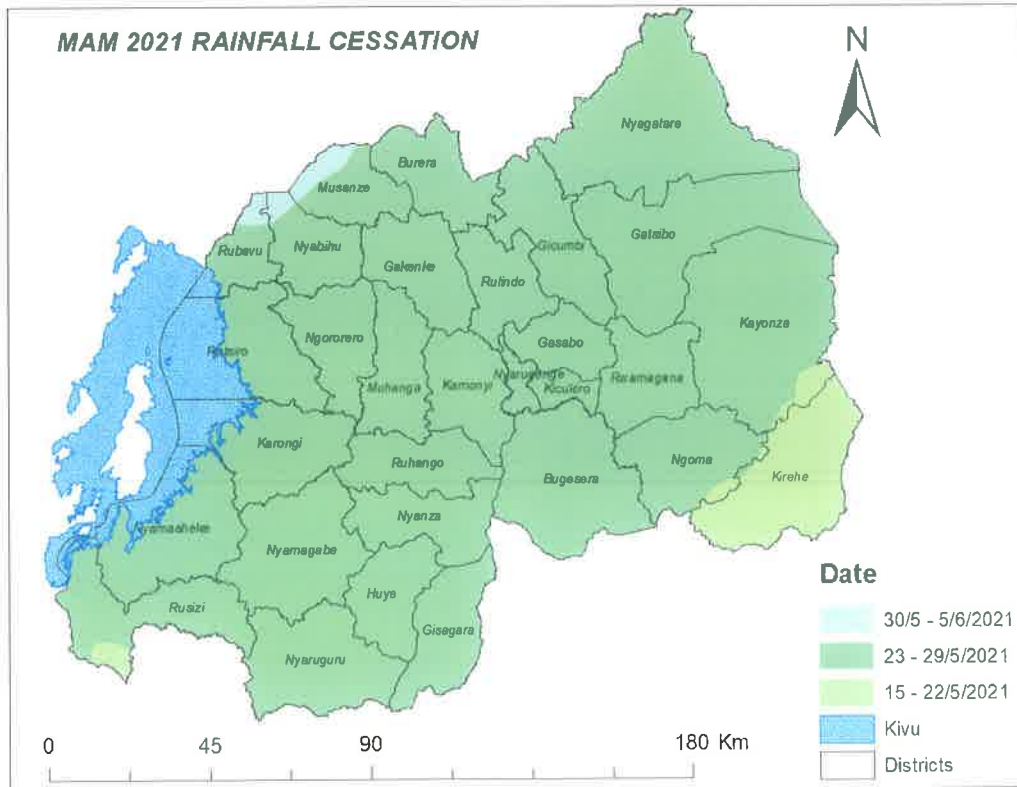 MAM 2021 RAINFALL CESSATION
N
Nyagatare
Burera
Musanze
Gatsibo
Gicumbi
Rubavu
Nyabihu
Gakenke
Rulindo
Kayonza
Gasabo
Ngororero
Rutsiro
Nyarugenge
Kicukiro
Rwamagana
Muhanga
Kamonyi
Karongi
Ruhango
Ngoma
Kirehe
Bugesera
Nyanza
Nyamasheke
Nyamagabe
Huye
Rusizi
Gisagara
Nyaruguru
Date
30/5 - 5/6/2021
23 - 29/5/2021
15 - 22/5/2021
Kivu
Districts
0 45 90 180 Km